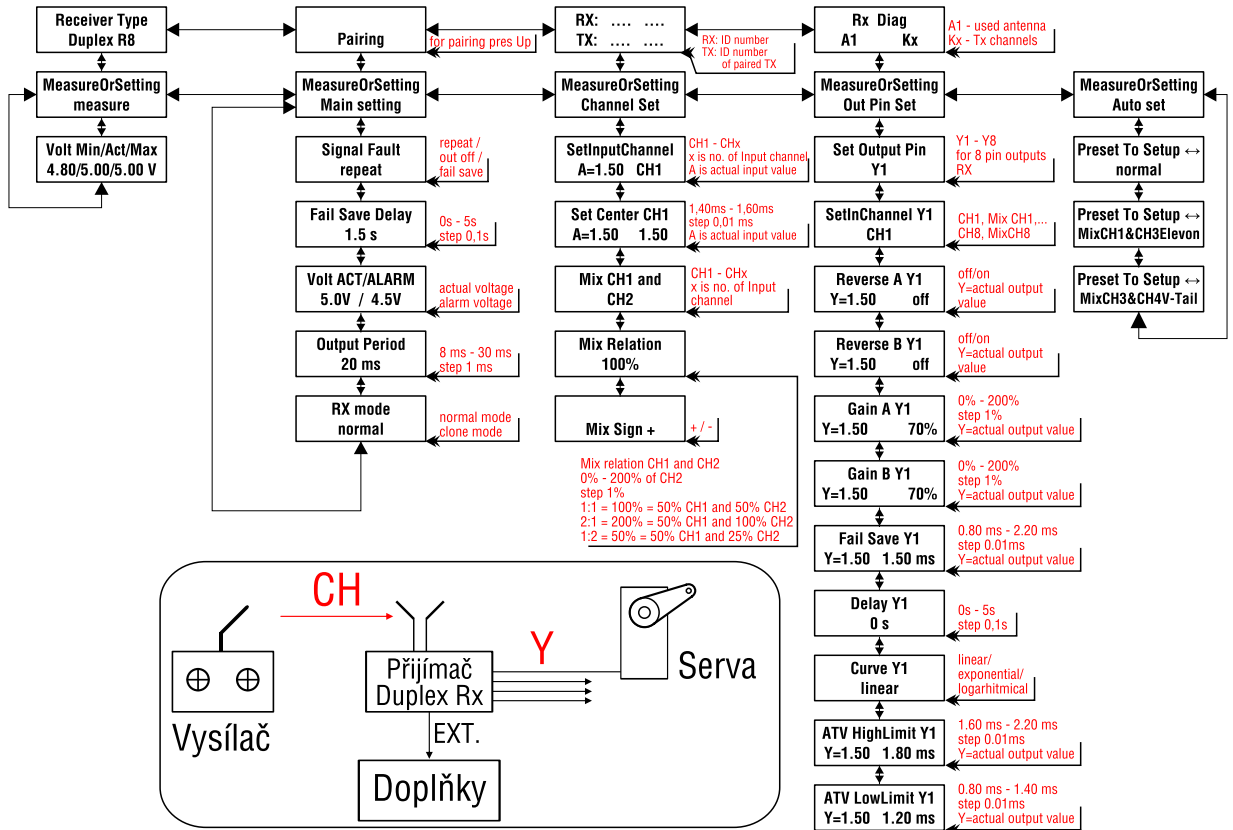 Receiver Type
Duplex R8
Pairing
for pairing pres Up
RX: .... ....
TX: .... ....
RX: ID number
TX: ID number
of paired TX
Rx Diag
A1 Kx
A1 - used antenna
Kx - Tx channels
MeasureOrSetting
measure
MeasureOrSetting
Main setting
MeasureOrSetting
Channel Set
MeasureOrSetting
Out Pin Set
MeasureOrSetting
Auto set
Volt Min/Act/Max
4.80/5.00/5.00 V
Signal Fault
repeat
repeat /
out off /
fail save
Fail Save Delay
1.5 s
0s - 5s
step 0,1s
Volt ACT/ALARM
5.0V / 4.5V
actual voltage
alarm voltage
Output Period
20 ms
8 ms - 30 ms
step 1 ms
RX mode
normal
normal mode
clone mode
SetInputChannel
A=1.50 CH1
CH1 - CHx
x is no. of Input channel
A is actual input value
Set Center CH1
A=1.50 1.50
1,40ms - 1,60ms
step 0,01 ms
A is actual input value
Mix CH1 and
CH2
CH1 - CHx
x is no. of Input
channel
Mix Relation
100%
Mix Sign +
+ / -
Mix relation CH1 and CH2
0% - 200% of CH2
step 1%
1:1 = 100% = 50% CH1 and 50% CH2
2:1 = 200% = 50% CH1 and 100% CH2
1:2 = 50% = 50% CH1 and 25% CH2
Set Output Pin
Y1
Y1 - Y8
for 8 pin outputs
RX
SetInChannel Y1
CH1
CH1, Mix CH1,...
CH8, MixCH8
Reverse A Y1
Y=1.50 off
off/on
Y=actual output
value
Reverse B Y1
Y=1.50 off
off/on
Y=actual output
value
Gain A Y1
Y=1.50 70%
0% - 200%
step 1%
Y=actual output value
Gain B Y1
Y=1.50 70%
0% - 200%
step 1%
Y=actual output value
Fail Save Y1
Y=1.50 1.50 ms
0.80 ms - 2.20 ms
step 0.01ms
Y=actual output value
Delay Y1
0 s
0s - 5s
step 0,1s
Curve Y1
linear
linear/
exponential/
logarhitmical
ATV HighLimit Y1
Y=1.50 1.80 ms
1.60 ms - 2.20 ms
step 0.01ms
Y=actual output value
ATV LowLimit Y1
Y=1.50 1.20 ms
0.80 ms - 1.40 ms
step 0.01ms
Y=actual output value
Preset To Setup ↔
normal
Preset To Setup ↔
MixCH1&CH3Elevon
Preset To Setup ↔
MixCH3&CH4V-Tail
CH
Y
Vysílač
Přijímač
Duplex Rx
EXT.
Doplňky
Serva